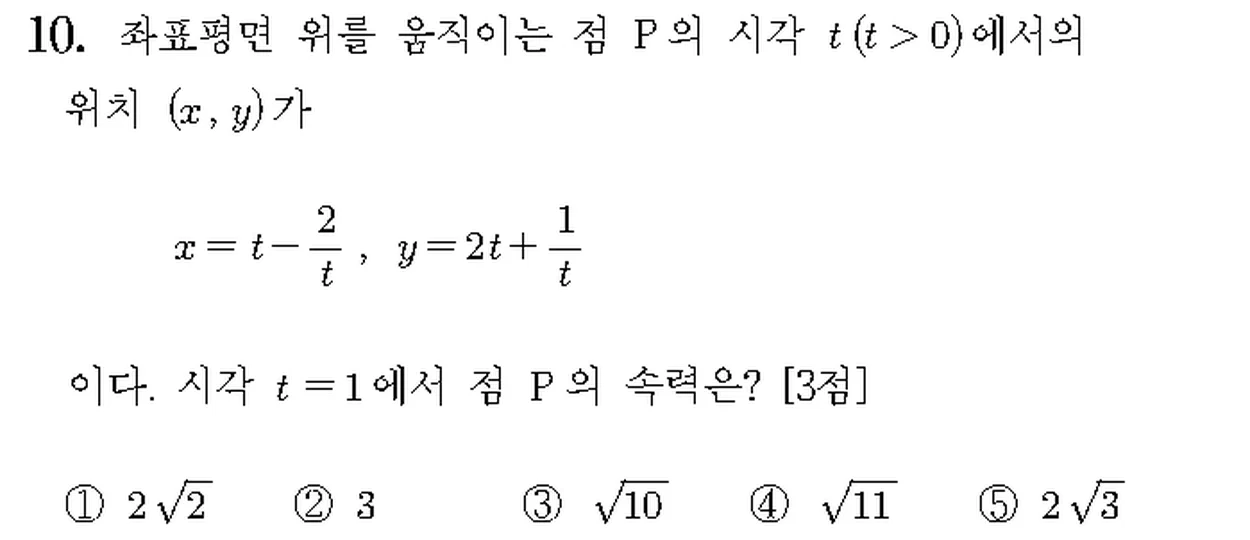 10. 좌표평면 위를 움직이는 점 P의 시각 t (t > 0)에서의
위치 (x, y)가
x = t - 2/t , y = 2t + 1/t
이다. 시각 t = 1에서 점 P의 속력은? [3점]
① 2√2 ② 3 ③ √10 ④ √11 ⑤ 2√3